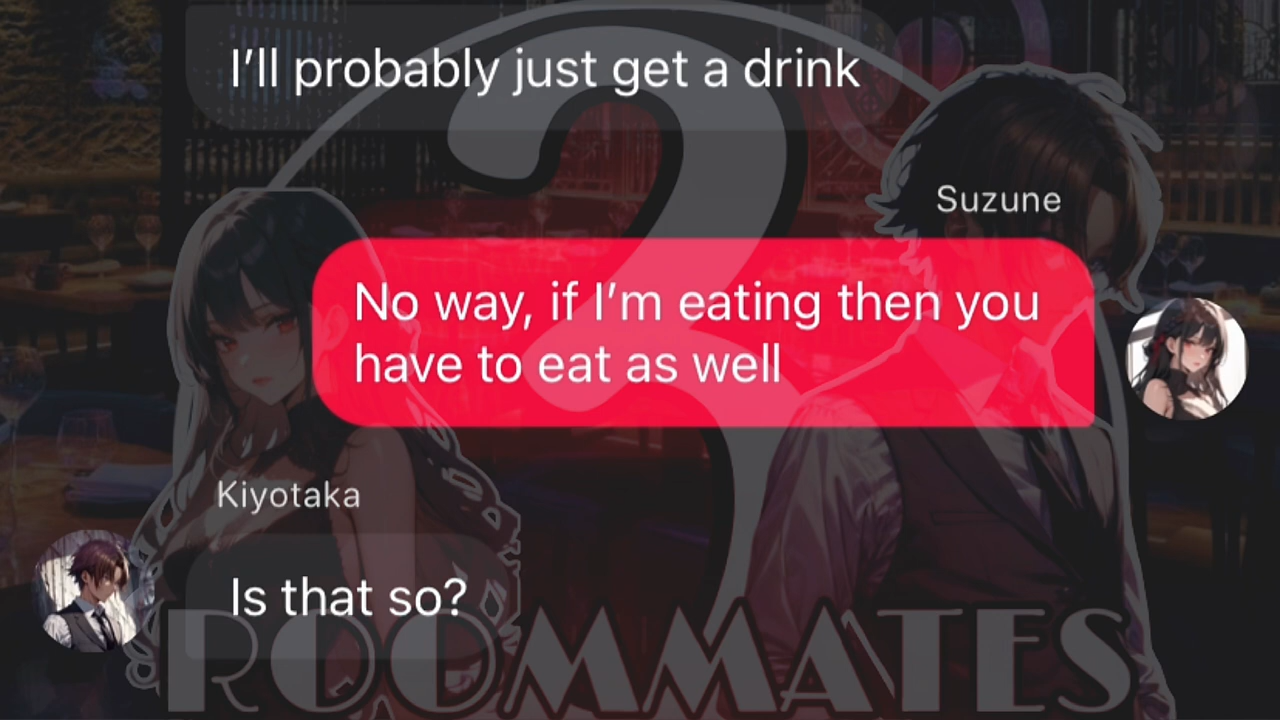 I’ll probably just get a drink
Suzune
No way, if I’m eating then you
have to eat as well
Kiyotaka
Is that so?
?
ROOMMATES